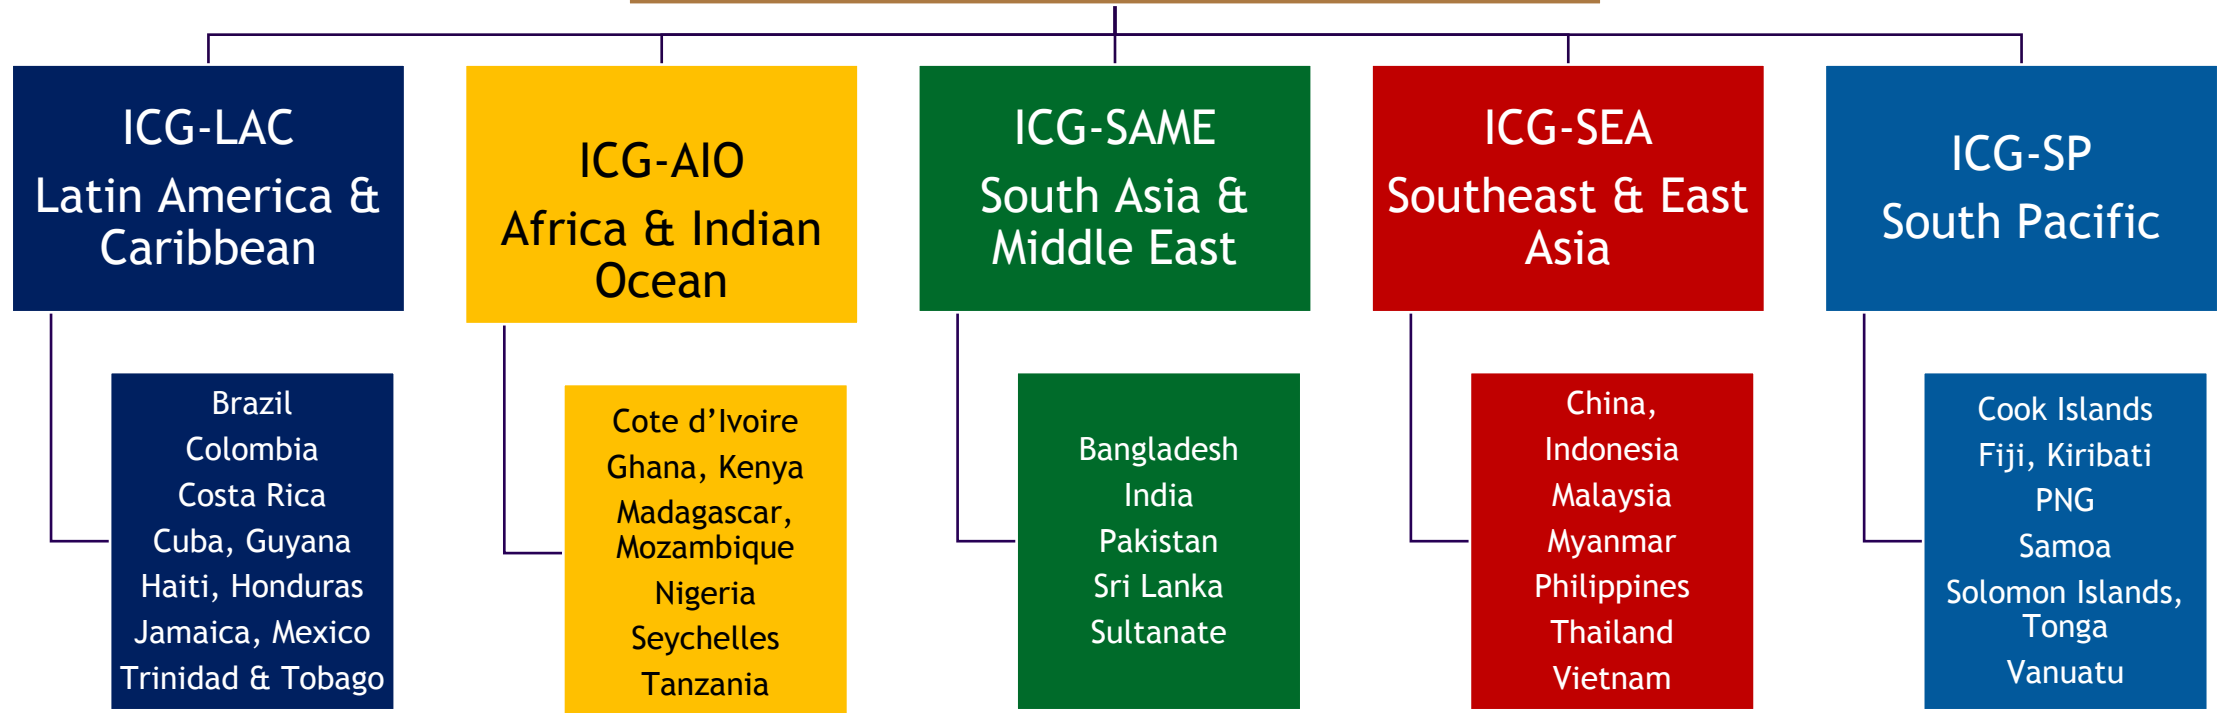 ICG-LAC
Latin America &
Caribbean
Brazil
Colombia
Costa Rica
Cuba, Guyana
Haiti, Honduras
Jamaica, Mexico
Trinidad & Tobago
ICG-AIO
Africa & Indian
Ocean
Cote d’Ivoire
Ghana, Kenya
Madagascar,
Mozambique
Nigeria
Seychelles
Tanzania
ICG-SAME
South Asia &
Middle East
Bangladesh
India
Pakistan
Sri Lanka
Sultanate
ICG-SEA
Southeast & East
Asia
China,
Indonesia
Malaysia
Myanmar
Philippines
Thailand
Vietnam
ICG-SP
South Pacific
Cook Islands
Fiji, Kiribati
PNG
Samoa
Solomon Islands,
Tonga
Vanuatu